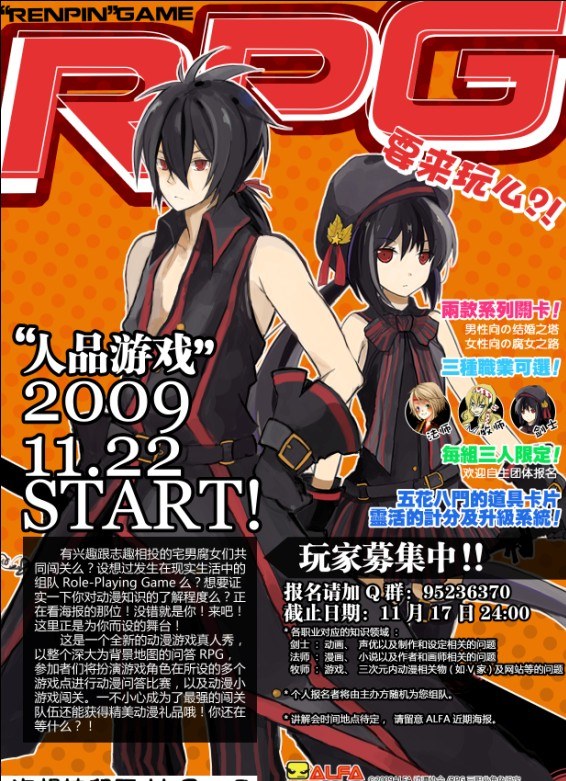 "RENPIN"GAME
RPG
要来玩么?!
兩款系列關卡!
男性向の结婚之塔
女性向の腐女之路
三種職業可選!
法师
牧师
剑士
每組三人限定!
欢迎自主团体报名
五花八門的道具卡片
靈活的計分及升級系統!
“人品游戏”
2009
11.22
START!
有兴趣跟志趣相投的宅男腐女们共
同闯关么？设想过发生在现实生活中的
组队 Role-Playing Game 么？想要证
实一下你对动漫知识的了解程度么？正
在看海报的那位！没错就是你！来吧！
这里正是为你而设的舞台！
这是一个全新的动漫游戏真人秀，
以整个深大为背景地图的问答 RPG，
参加者们将扮演游戏角色在所设的多个
游戏点进行动漫问答比赛，以及动漫小
游戏闯关。一不小心成为了最强的闯关
队伍还能获得精美动漫礼品哦！你还在
等什么？！
玩家募集中!!
报名请加 Q 群：95236370
截止日期：11 月 17 日 24:00
*各职业对应的知识领域：
剑士：动画、声优以及制作和设定相关的问题
法师：漫画、小说以及作者和画师相关的问题
牧师：游戏、三次元内动漫相关物(如 V 家)及网站等的问题
*个人报名者将由主办方随机为您组队。
*讲解会时间地点待定，请留意 ALFA 近期海报。
ALFA